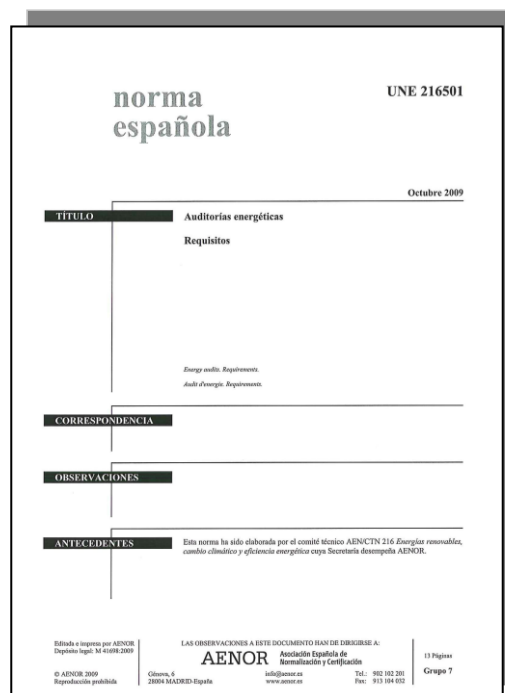 norma
española
UNE 216501
Octubre 2009
TÍTULO
Auditorías energéticas
Requisitos
Energy audits. Requirements.
Audit d'energie. Requirements.
CORRESPONDENCIA
OBSERVACIONES
ANTECEDENTES
Esta norma ha sido elaborada por el comité técnico AEN/CTN 216 Energías renovables,
cambio climático y eficiencia energética cuya Secretaría desempeña AENOR.
Editada e impresa por AENOR
Depósito legal: M 41698:2009
LAS OBSERVACIONES A ESTE DOCUMENTO HAN DE DIRIGIRSE A:
AENOR Asociación Española de
Normalización y Certificación
13 Páginas
© AENOR 2009
Reproducción prohibida
Génova, 6
28004 MADRID-España
info@aenor.es
www.aenor.es
Tel.: 902 102 201
Fax: 913 104 032
Grupo 7